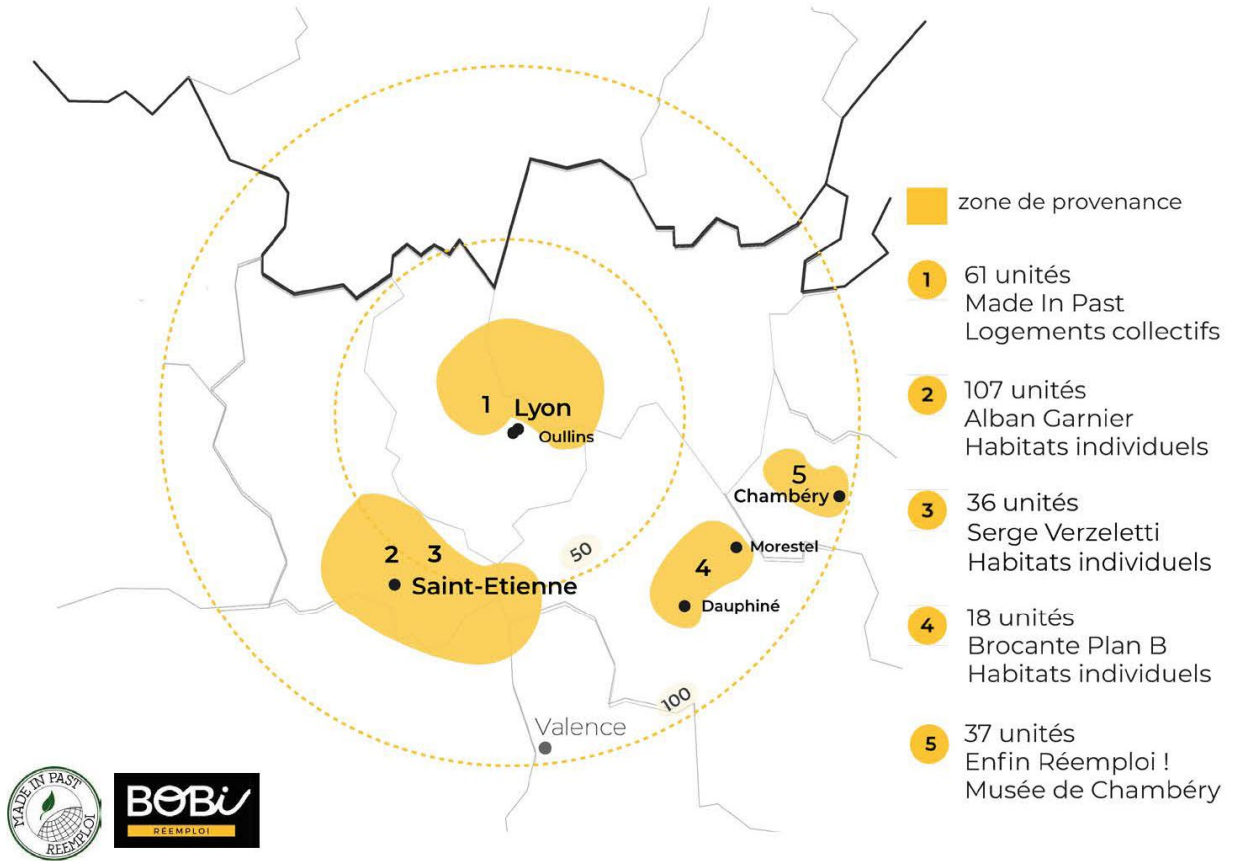 1 Lyon
Oullins
5
Chambéry
2 3
Saint-Etienne
50
4
Morestel
Dauphiné
100
Valence
zone de provenance
1 61 unités
Made In Past
Logements collectifs
2 107 unités
Alban Garnier
Habitats individuels
3 36 unités
Serge Verzeletti
Habitats individuels
4 18 unités
Brocante Plan B
Habitats individuels
5 37 unités
Enfin Réemploi !
Musée de Chambéry
MADE IN PAST
REEMPLOI
BOBi
RÉEMPLOI